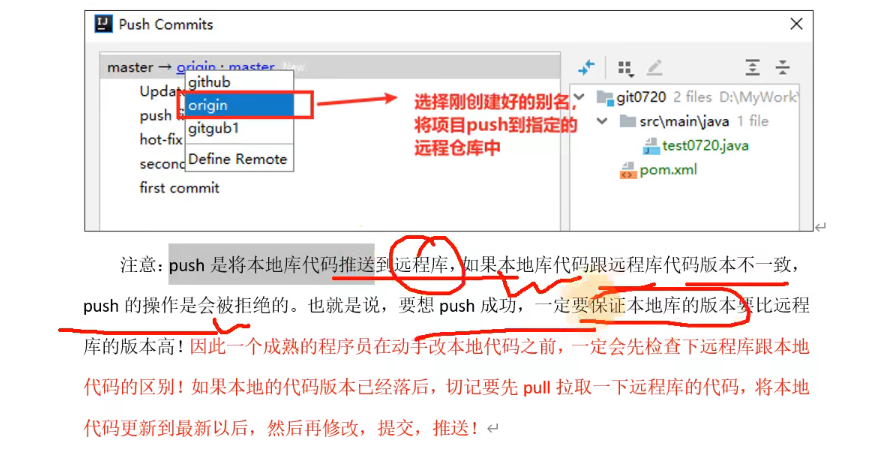 Push Commits
master → origin : master New
github
Update
origin
push
gitgub1
hot-fix
second
Define Remote
first commit
选择刚创建好的别名，
将项目push到指定的
远程仓库中
git0720 2 files D:\MyWork\
src\main\java 1 file
test0720.java
pom.xml
注意：push 是将本地库代码推送到远程库，如果本地库代码跟远程库代码版本不一致，
push 的操作是会被拒绝的。也就是说，要想 push 成功，一定要保证本地库的版本要比远程
库的版本高！因此一个成熟的程序员在动手改本地代码之前，一定会先检查下远程库跟本地
代码的区别！如果本地的代码版本已经落后，切记要先 pull 拉取一下远程库的代码，将本地
代码更新到最新以后，然后再修改，提交，推送！